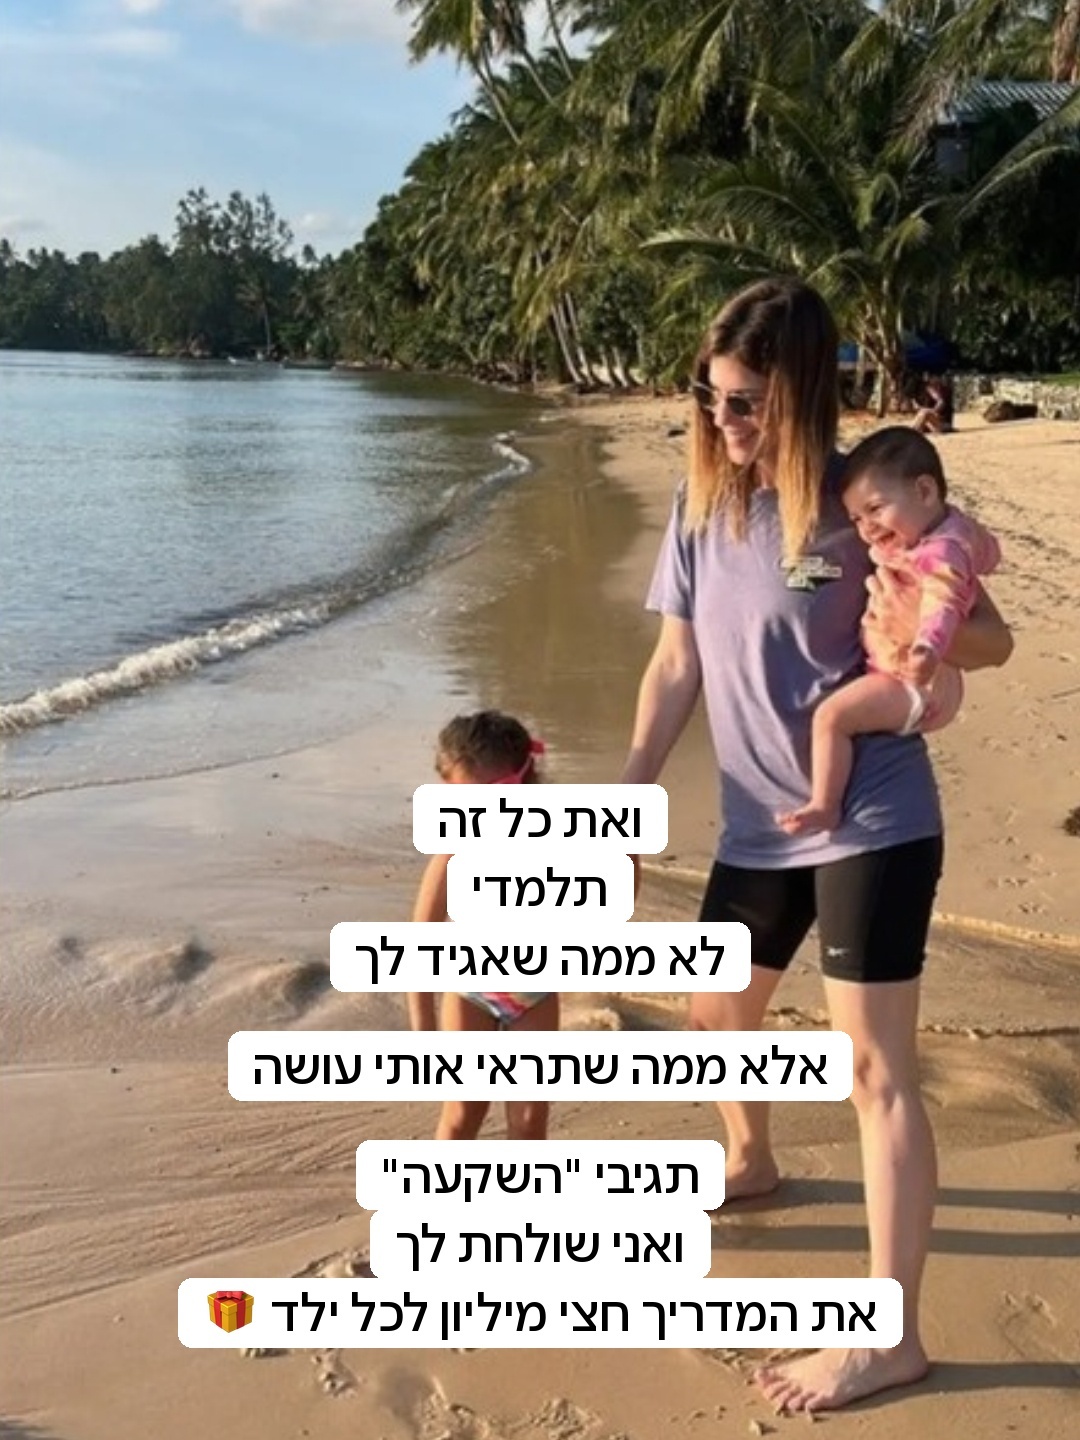 ואת כל זה
תלמדי
לא ממה שאגיד לך
אלא ממה שתראי אותי עושה
תגיבי "השקעה"
ואני שולחת לך
את המדריך חצי מיליון לכל ילד 🎁